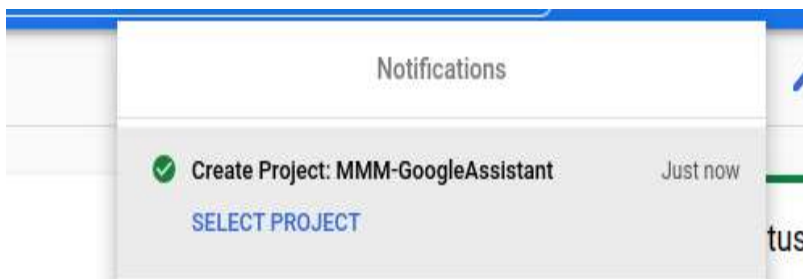 Notifications
Create Project: MMM-GoogleAssistant Just now
SELECT PROJECT
tus